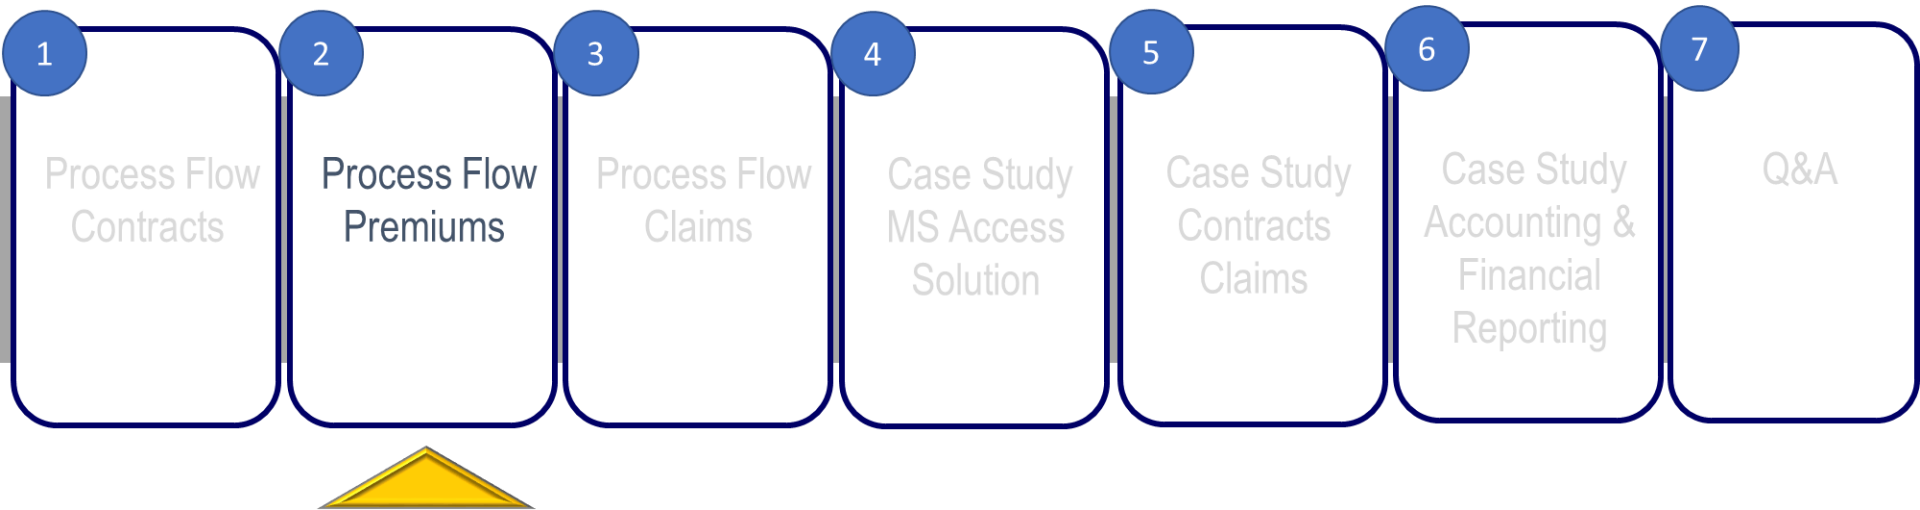 1
Process Flow
Contracts
2
Process Flow
Premiums
3
Process Flow
Claims
4
Case Study
MS Access
Solution
5
Case Study
Contracts
Claims
6
Case Study
Accounting &
Financial
Reporting
7
Q&A